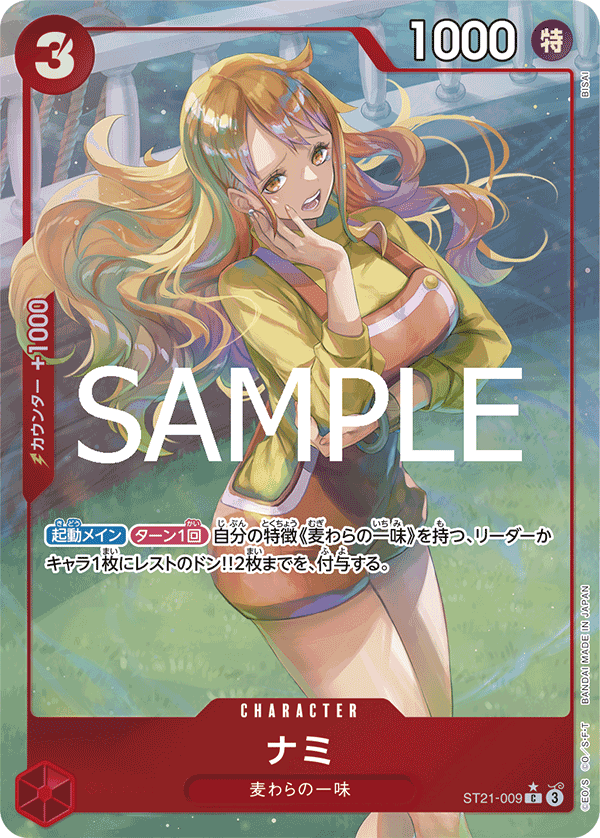 3
1000
特
BISAI
カウンター +1000
SAMPLE
起動メイン ターン1回 自分の特徴《麦わらの一味》を持つ、リーダーか
キャラ1枚にレストのドン!!2枚までを、付与する。
CHARACTER
ナミ
麦わらの一味
ST21-009 C 3
©EO/S ©O/S・F・T BANDAI MADE IN JAPAN